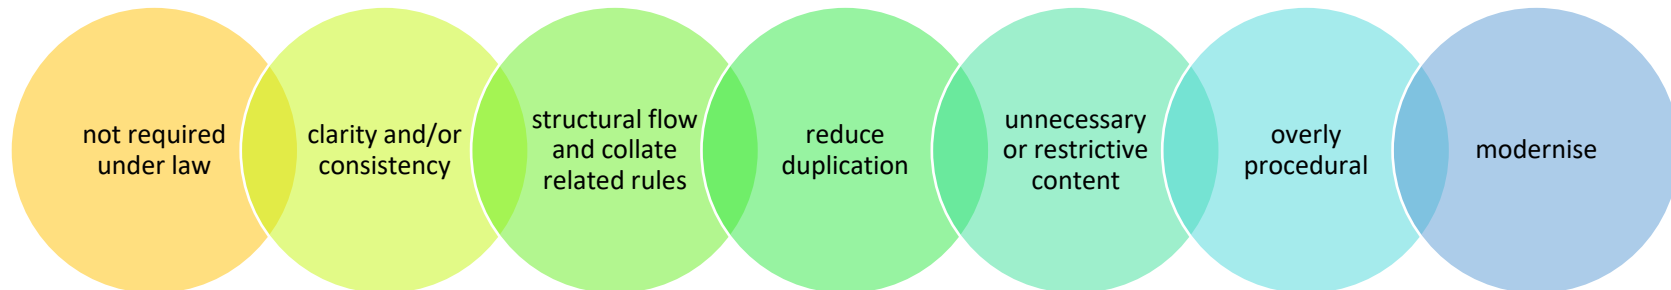 not required
under law
clarity and/or
consistency
structural flow
and collate
related rules
reduce
duplication
unnecessary
or restrictive
content
overly
procedural
modernise